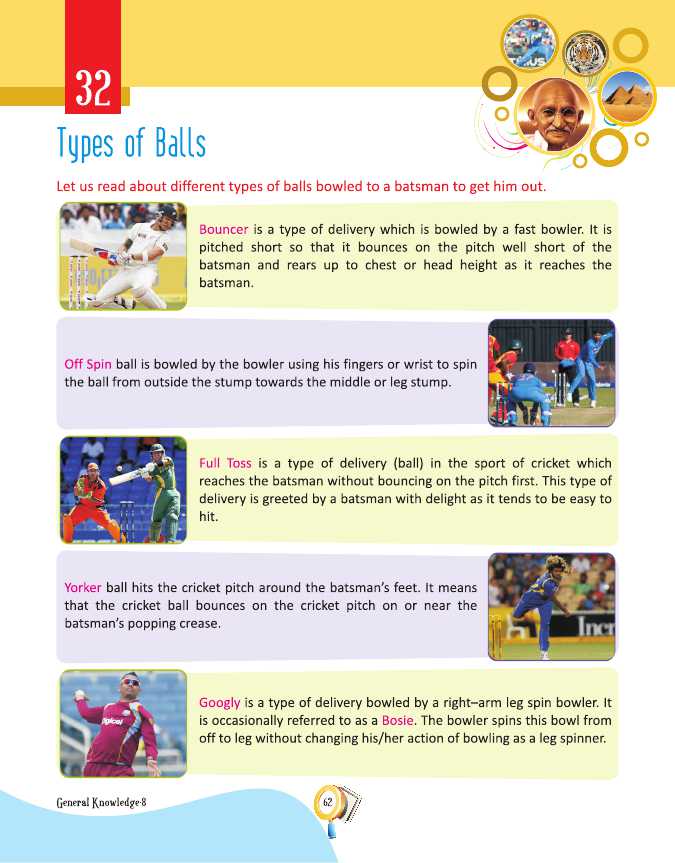 32
Types of Balls
Let us read about different types of balls bowled to a batsman to get him out.
Bouncer is a type of delivery which is bowled by a fast bowler. It is
pitched short so that it bounces on the pitch well short of the
batsman and rears up to chest or head height as it reaches the
batsman.
Off Spin ball is bowled by the bowler using his fingers or wrist to spin
the ball from outside the stump towards the middle or leg stump.
Full Toss is a type of delivery (ball) in the sport of cricket which
reaches the batsman without bouncing on the pitch first. This type of
delivery is greeted by a batsman with delight as it tends to be easy to
hit.
Yorker ball hits the cricket pitch around the batsman's feet. It means
that the cricket ball bounces on the cricket pitch on or near the
batsman's popping crease.
Incr
Googly is a type of delivery bowled by a right–arm leg spin bowler. It
is occasionally referred to as a Bosie. The bowler spins this bowl from
off to leg without changing his/her action of bowling as a leg spinner.
Digicel
General Knowledge-8
62